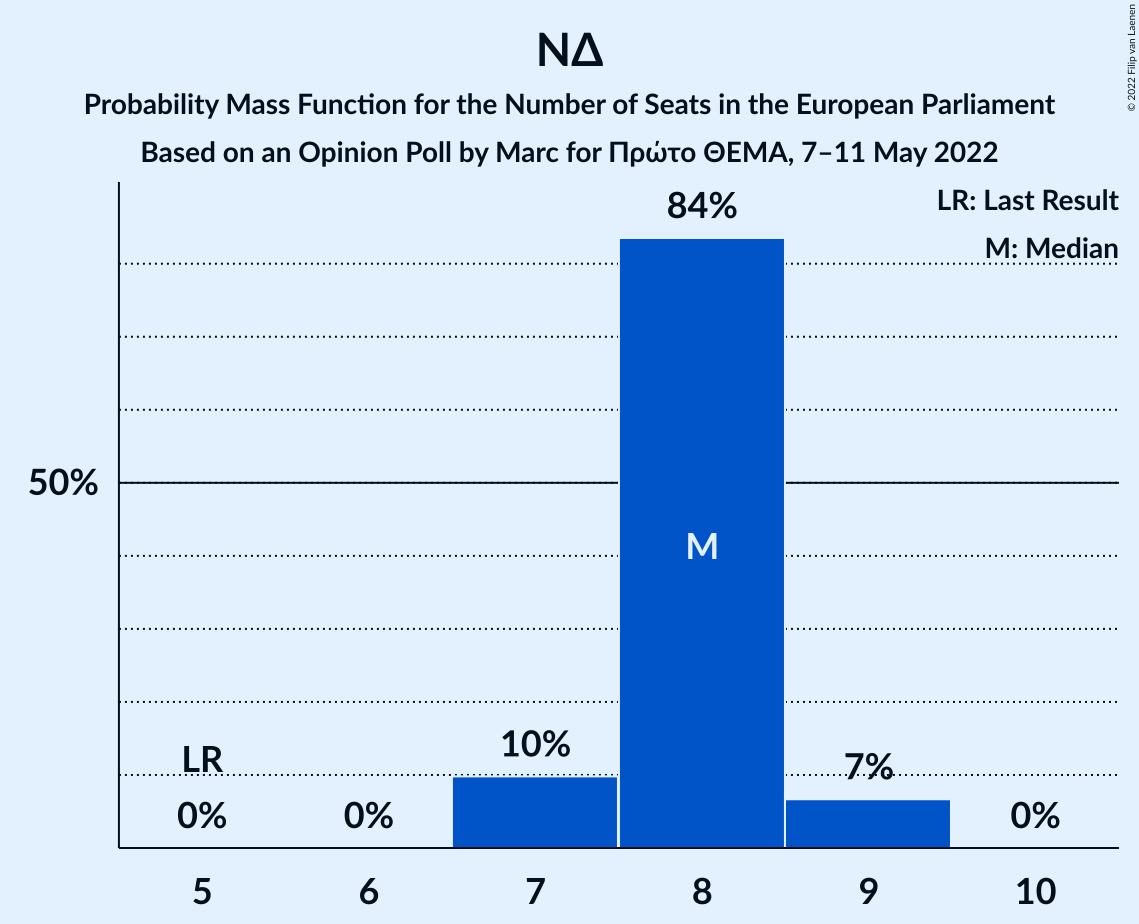 © 2022 Filip van Laenen
ΝΔ
Probability Mass Function for the Number of Seats in the European Parliament
Based on an Opinion Poll by Marc for Πρώτο ΘΕΜΑ, 7–11 May 2022
LR: Last Result
M: Median
84%
50%
M
LR
10%
7%
0%
0%
0%
5
6
7
8
9
10